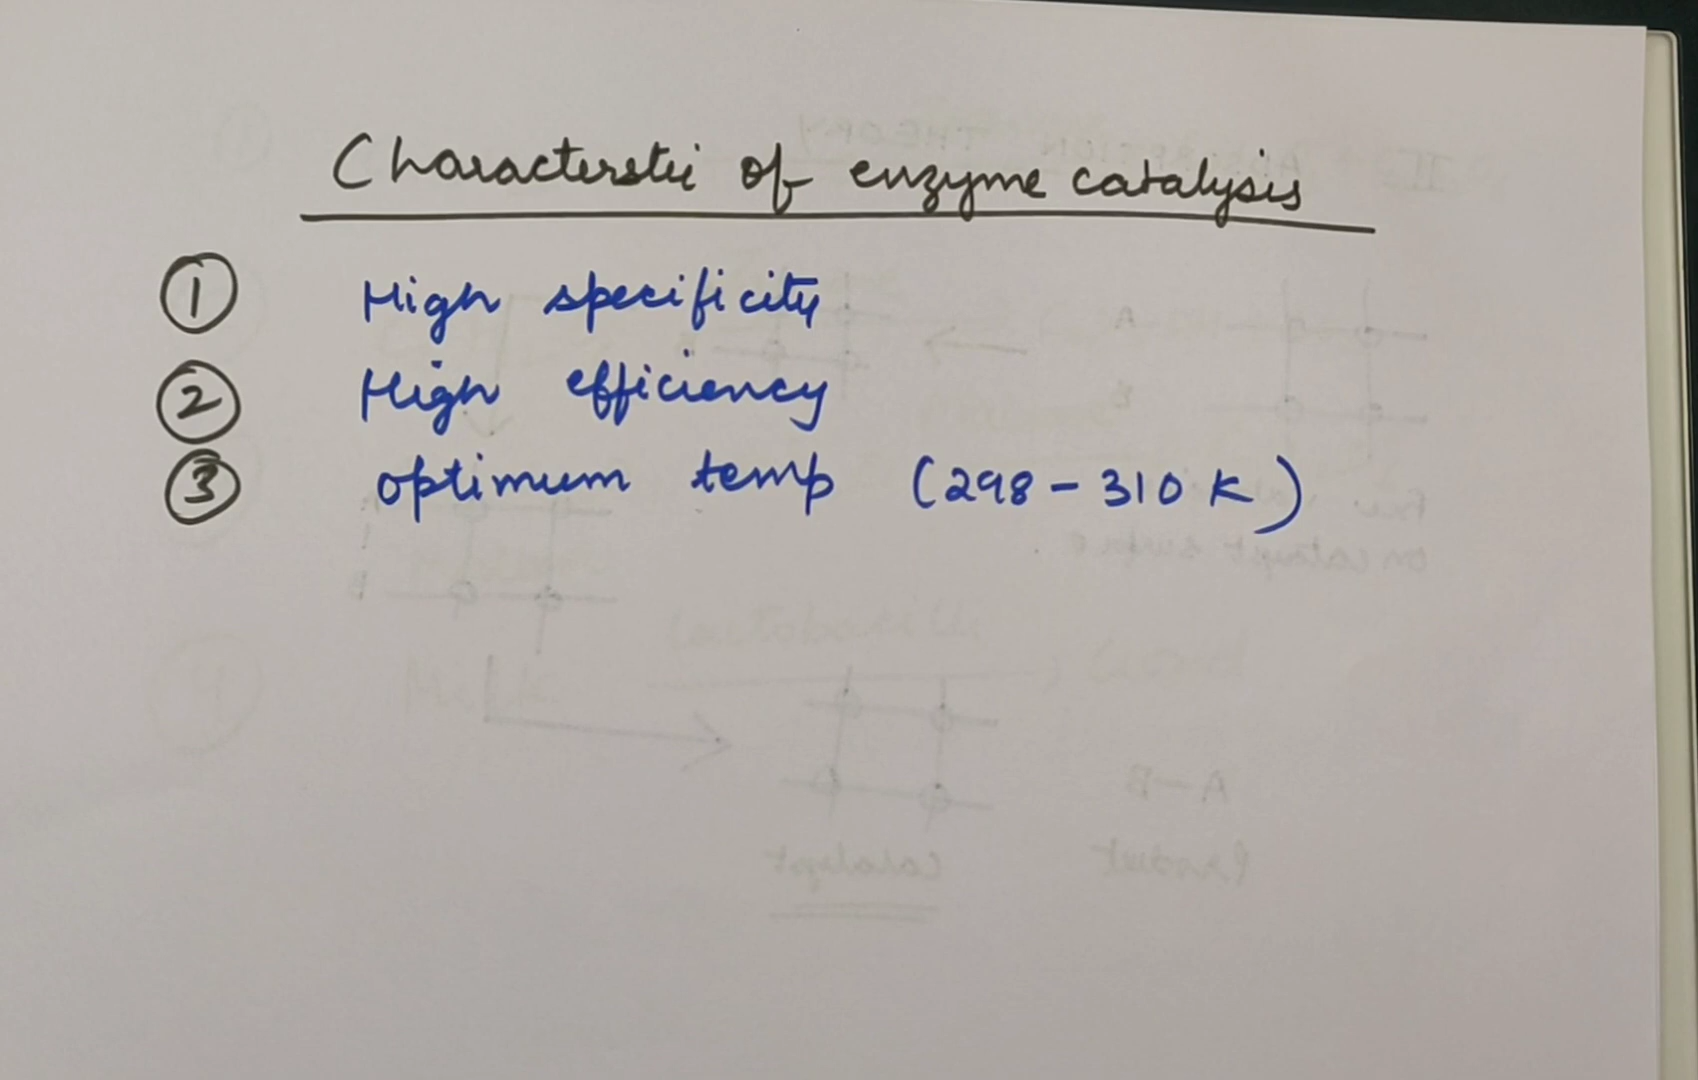 Characterstic of enzyme catalysis
① High specificity
② High efficiency
③ optimum temp (298-310 K)